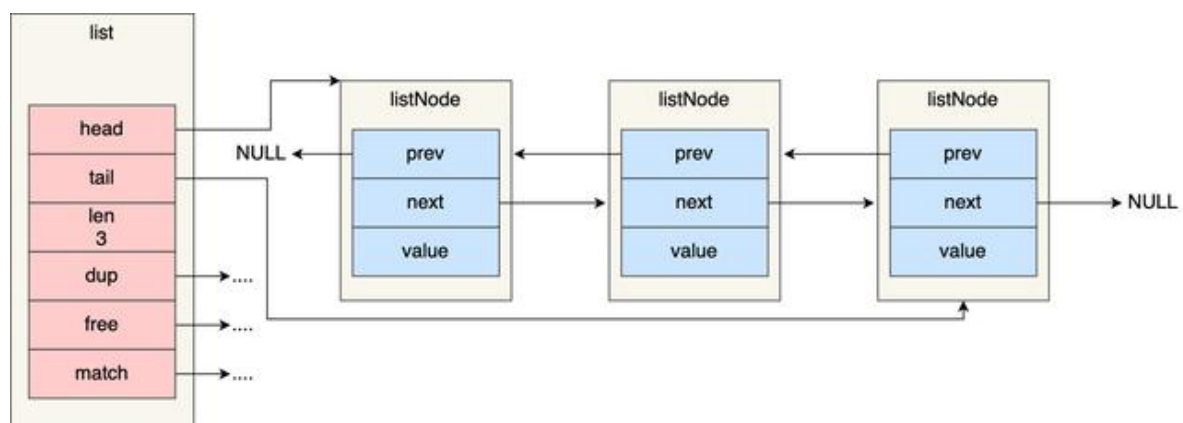 list
head
tail
len
3
dup
free
match
....
....
....
NULL
listNode
prev
next
value
listNode
prev
next
value
listNode
prev
next
value
NULL